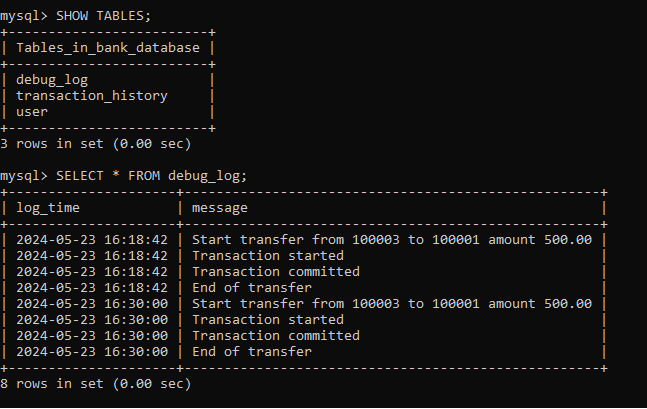 mysql> SHOW TABLES;
+-------------------------+
| Tables_in_bank_database |
+-------------------------+
| debug_log               |
| transaction_history     |
| user                    |
+-------------------------+
3 rows in set (0.00 sec)
mysql> SELECT * FROM debug_log;
+---------------------+---------------------------------------------------+
| log_time            | message                                           |
+---------------------+---------------------------------------------------+
| 2024-05-23 16:18:42 | Start transfer from 100003 to 100001 amount 500.00 |
| 2024-05-23 16:18:42 | Transaction started                               |
| 2024-05-23 16:18:42 | Transaction committed                             |
| 2024-05-23 16:18:42 | End of transfer                                   |
| 2024-05-23 16:30:00 | Start transfer from 100003 to 100001 amount 500.00 |
| 2024-05-23 16:30:00 | Transaction started                               |
| 2024-05-23 16:30:00 | Transaction committed                             |
| 2024-05-23 16:30:00 | End of transfer                                   |
+---------------------+---------------------------------------------------+
8 rows in set (0.00 sec)